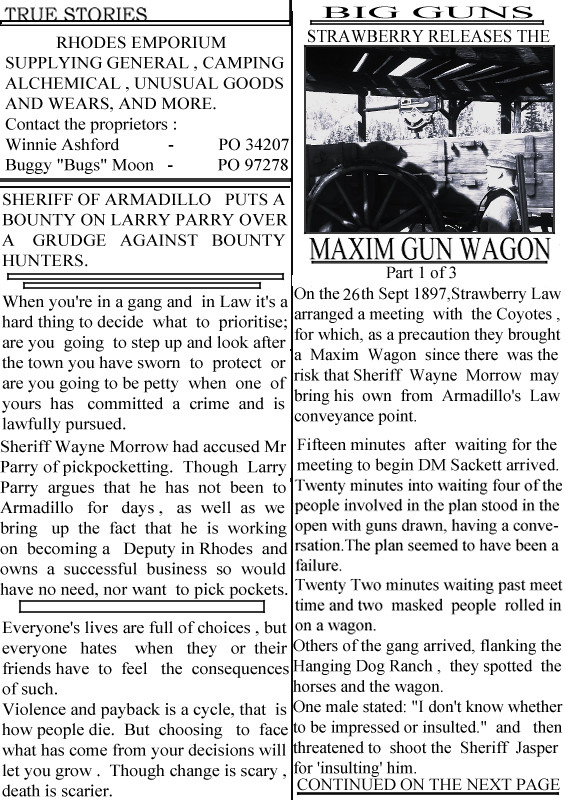 TRUE STORIES
RHODES EMPORIUM
SUPPLYING GENERAL , CAMPING
ALCHEMICAL , UNUSUAL GOODS
AND WEARS, AND MORE.
Contact the proprietors :
Winnie Ashford - PO 34207
Buggy "Bugs" Moon - PO 97278
SHERIFF OF ARMADILLO PUTS A
BOUNTY ON LARRY PARRY OVER
A GRUDGE AGAINST BOUNTY
HUNTERS.
When you're in a gang and in Law it's a
hard thing to decide what to prioritise;
are you going to step up and look after
the town you have sworn to protect or
are you going to be petty when one of
yours has committed a crime and is
lawfully pursued.
Sheriff Wayne Morrow had accused Mr
Parry of pickpocketting. Though Larry
Parry argues that he has not been to
Armadillo for days , as well as we
bring up the fact that he is working
on becoming a Deputy in Rhodes and
owns a successful business so would
have no need, nor want to pick pockets.
Everyone's lives are full of choices , but
everyone hates when they or their
friends have to feel the consequences
of such.
Violence and payback is a cycle, that is
how people die. But choosing to face
what has come from your decisions will
let you grow . Though change is scary ,
death is scarier.
BIG GUNS
STRAWBERRY RELEASES THE
MAXIM GUN WAGON
Part 1 of 3
On the 26th Sept 1897,Strawberry Law
arranged a meeting with the Coyotes ,
for which, as a precaution they brought
a Maxim Wagon since there was the
risk that Sheriff Wayne Morrow may
bring his own from Armadillo's Law
conveyance point.
Fifteen minutes after waiting for the
meeting to begin DM Sackett arrived.
Twenty minutes into waiting four of the
people involved in the plan stood in the
open with guns drawn, having a conve-
rsation.The plan seemed to have been a
failure.
Twenty Two minutes waiting past meet
time and two masked people rolled in
on a wagon.
Others of the gang arrived, flanking the
Hanging Dog Ranch , they spotted the
horses and the wagon.
One male stated: "I don't know whether
to be impressed or insulted." and then
threatened to shoot the Sheriff Jasper
for 'insulting' him.
CONTINUED ON THE NEXT PAGE